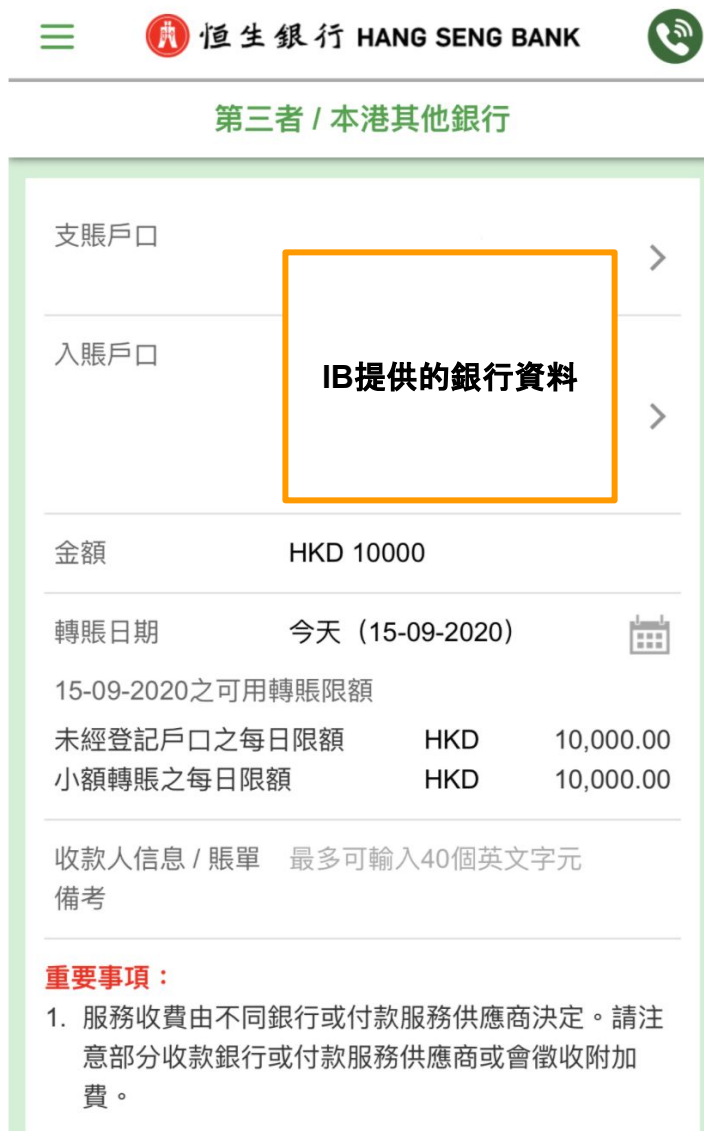 恒生銀行 HANG SENG BANK
第三者 / 本港其他銀行
支賬戶口
入賬戶口
IB提供的銀行資料
金額 HKD 10000
轉賬日期 今天（15-09-2020）
15-09-2020之可用轉賬限額
未經登記戶口之每日限額 HKD 10,000.00
小額轉賬之每日限額 HKD 10,000.00
收款人信息 / 賬單 最多可輸入40個英文字元
備考
重要事項：
1. 服務收費由不同銀行或付款服務供應商決定。請注
意部分收款銀行或付款服務供應商或會徵收附加
費。